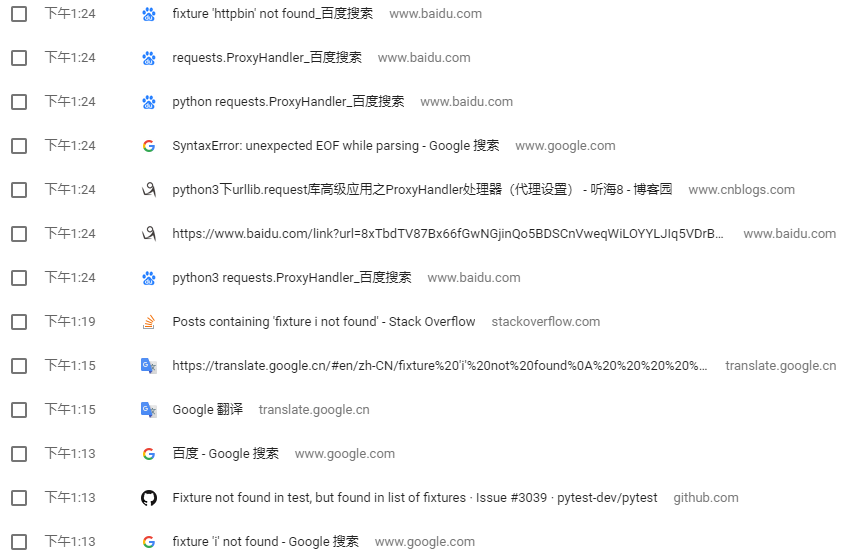 下午1:24 fixture 'httpbin' not found_百度搜索 www.baidu.com
下午1:24 requests.ProxyHandler_百度搜索 www.baidu.com
下午1:24 python requests.ProxyHandler_百度搜索 www.baidu.com
下午1:24 SyntaxError: unexpected EOF while parsing - Google 搜索 www.google.com
下午1:24 python3下urllib.request库高级应用之ProxyHandler处理器（代理设置） - 听海8 - 博客园 www.cnblogs.com
下午1:24 https://www.baidu.com/link?url=8xTbdTV87Bx66fGwNGjinQo5BDSCnVweqWiLOYYLJIq5VDrB... www.baidu.com
下午1:24 python3 requests.ProxyHandler_百度搜索 www.baidu.com
下午1:19 Posts containing 'fixture i not found' - Stack Overflow stackoverflow.com
下午1:15 https://translate.google.cn/#en/zh-CN/fixture%20'i'%20not%20found%0A%20%20%20%20%... translate.google.cn
下午1:15 Google 翻译 translate.google.cn
下午1:13 百度 - Google 搜索 www.google.com
下午1:13 Fixture not found in test, but found in list of fixtures · Issue #3039 · pytest-dev/pytest github.com
下午1:13 fixture 'i' not found - Google 搜索 www.google.com